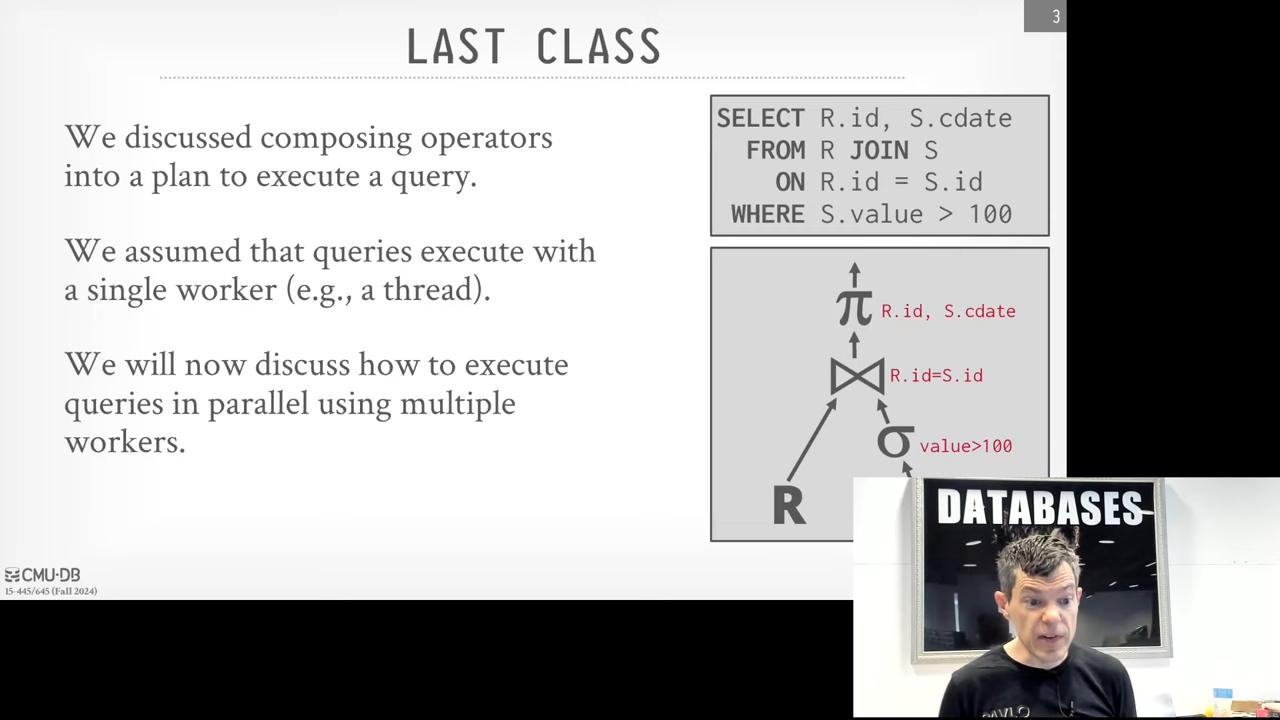 3
LAST CLASS
We discussed composing operators
into a plan to execute a query.
We assumed that queries execute with
a single worker (e.g., a thread).
We will now discuss how to execute
queries in parallel using multiple
workers.
SELECT R.id, S.cdate
FROM R JOIN S
ON R.id = S.id
WHERE S.value > 100
π R.id, S.cdate
⋈ R.id=S.id
σ value>100
R
CMU·DB
15-445/645 (Fall 2024)
DATABASES
PAVLO